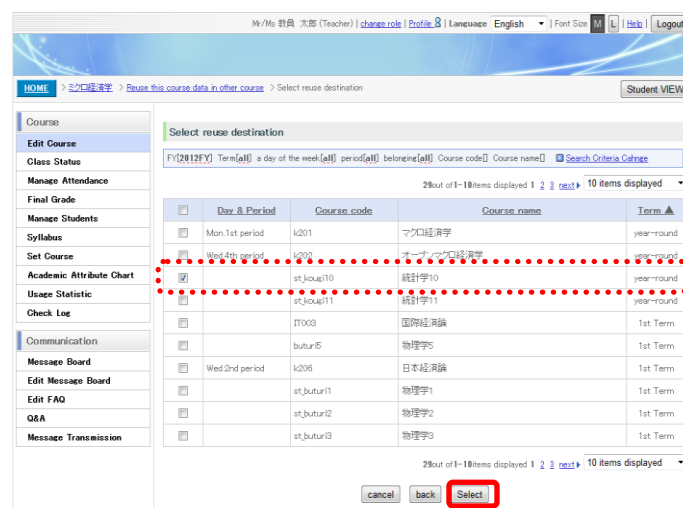 Mr/Ms 教員 太郎 (Teacher) | change role | Profile | Language English | Font Size M L | Help | Logout
HOME > ミクロ経済学 > Reuse this course data in other course > Select reuse destination
Student VIEW
Course
Edit Course
Class Status
Manage Attendance
Final Grade
Manage Students
Syllabus
Set Course
Academic Attribute Chart
Usage Statistic
Check Log
Communication
Message Board
Edit Message Board
Edit FAQ
Q&A
Message Transmission
Select reuse destination
FY[2012FY] Term[all] a day of the week[all] period[all] belonging[all] Course code[] Course name[] Search Criteria Cahnge
29out of1-10items displayed 1 2 3 next 10 items displayed
Day & Period Course code Course name Term ▲
Mon.1st period k201 マクロ経済学 year-round
Wed.4th period k202 オープンマクロ経済学 year-round
st_kougi10 統計学10 year-round
st_kougi11 統計学11 year-round
IT003 国際経済論 1st Term
buturi5 物理学5 1st Term
Wed.2nd period k206 日本経済論 1st Term
st_buturi1 物理学1 1st Term
st_buturi2 物理学2 1st Term
st_buturi3 物理学3 1st Term
29out of1-10items displayed 1 2 3 next 10 items displayed
cancel back Select